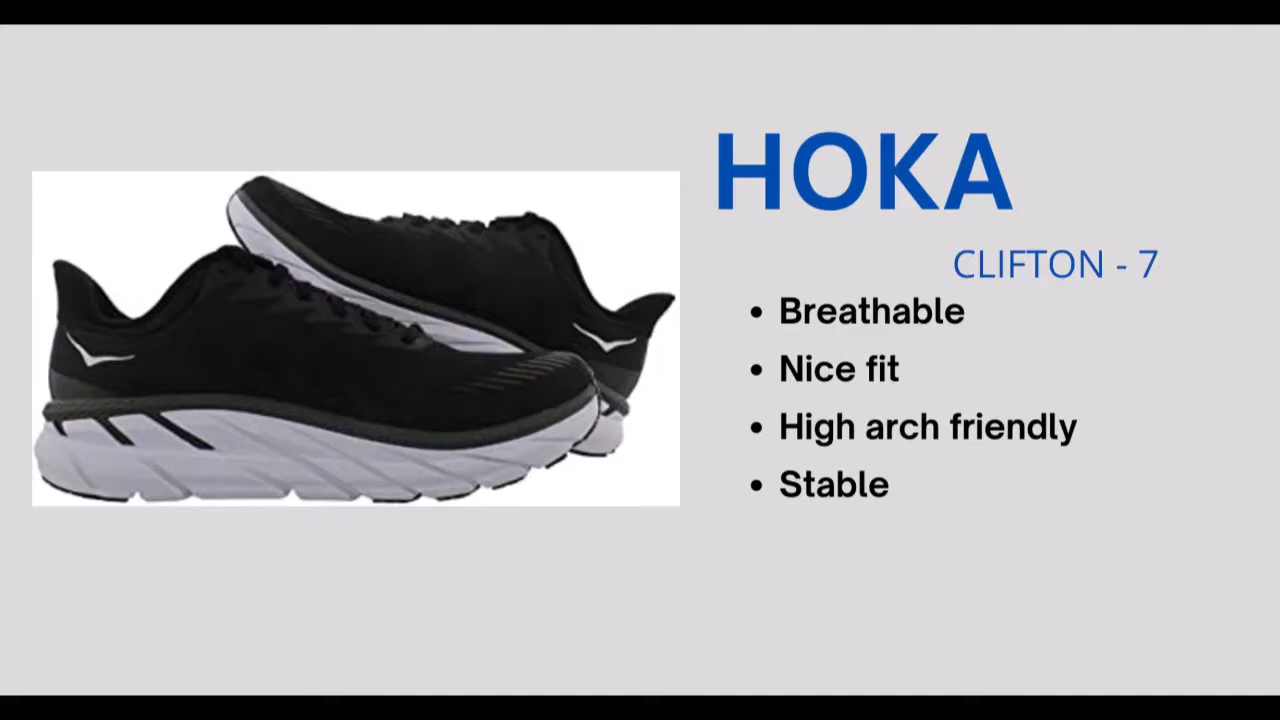 HOKA
CLIFTON - 7
• Breathable
• Nice fit
• High arch friendly
• Stable